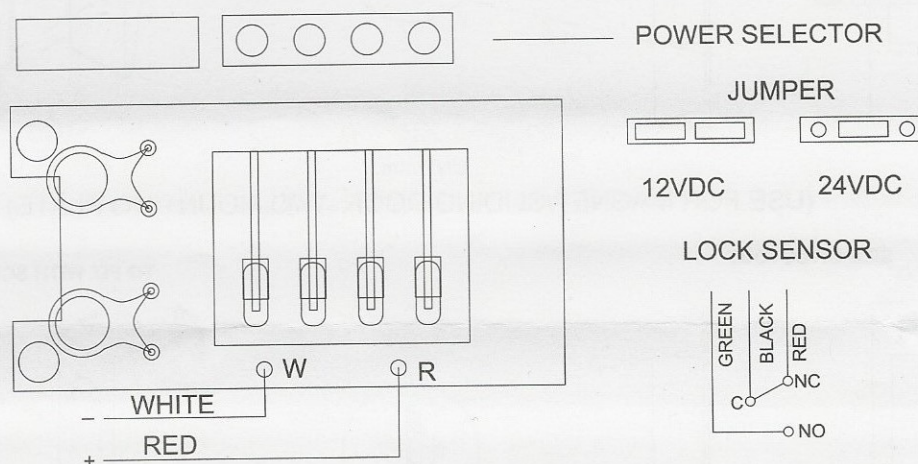 POWER SELECTOR
JUMPER
12VDC
24VDC
LOCK SENSOR
GREEN
BLACK
RED
NC
C
NO
W
R
- WHITE
+ RED